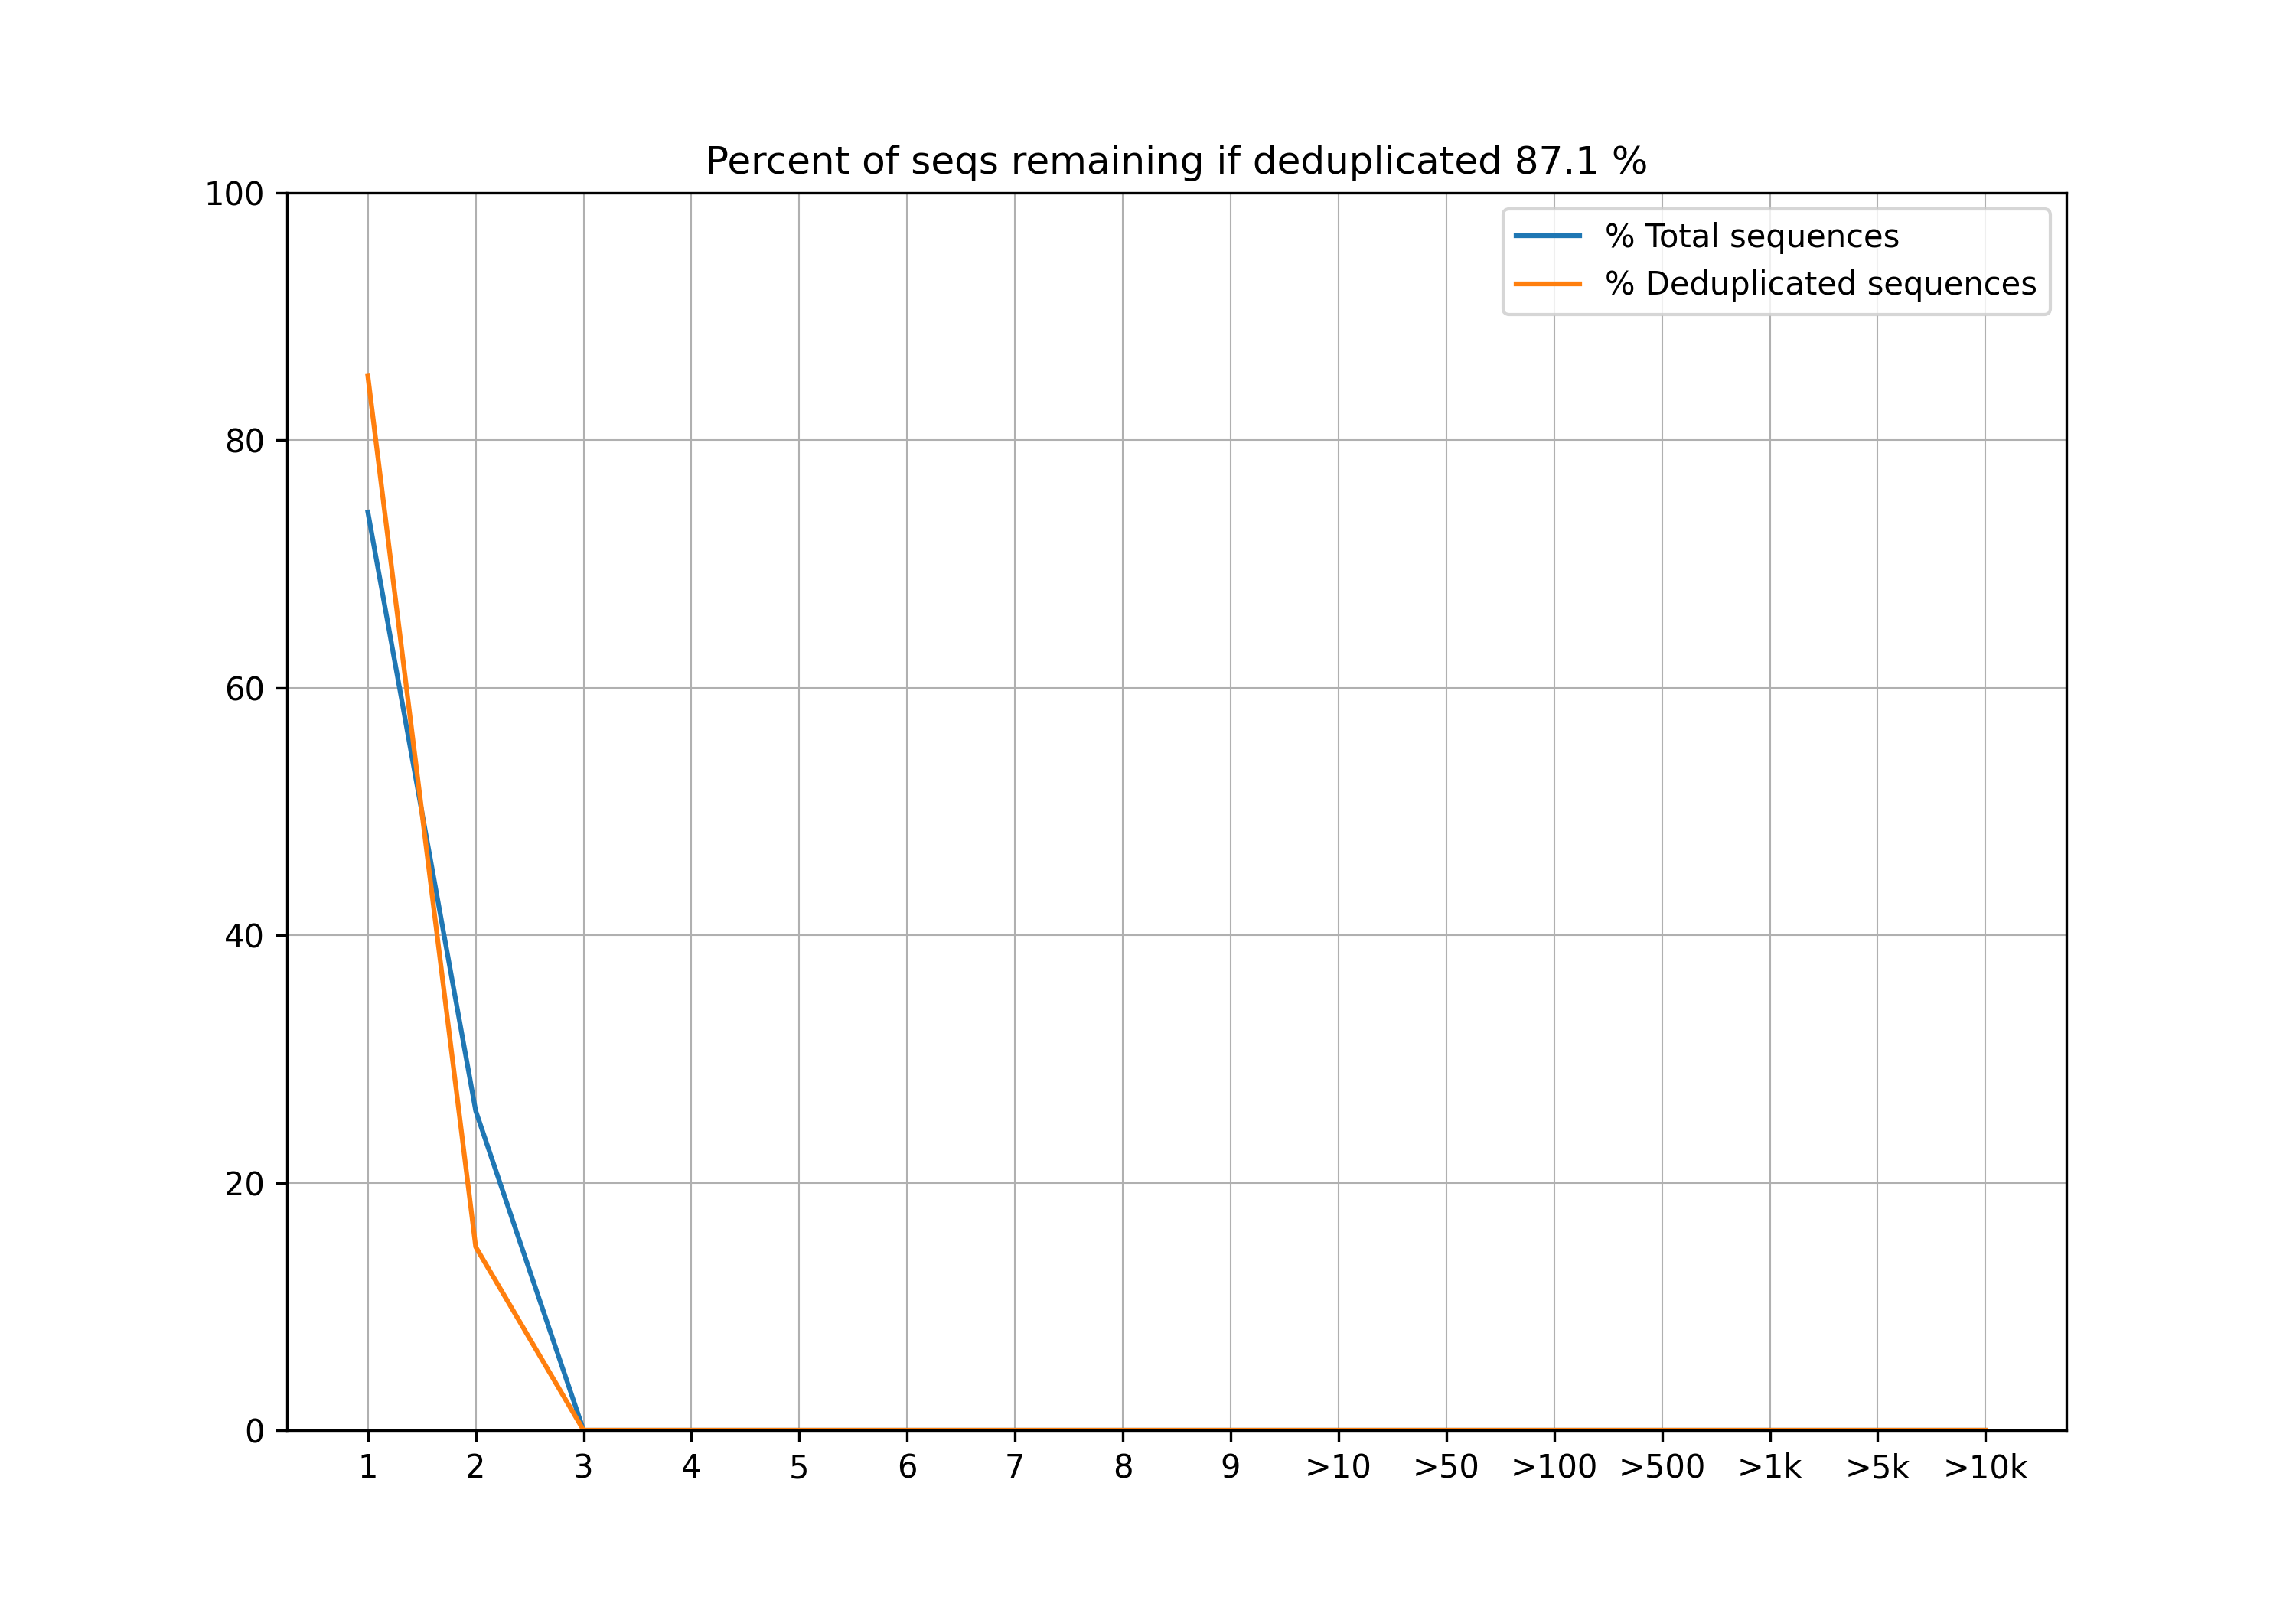 Percent of seqs remaining if deduplicated 87.1 %
100
% Total sequences
% Deduplicated sequences
80
60
40
20
0
1 2 3 4 5 6 7 8 9 >10 >50 >100 >500 >1k >5k >10k